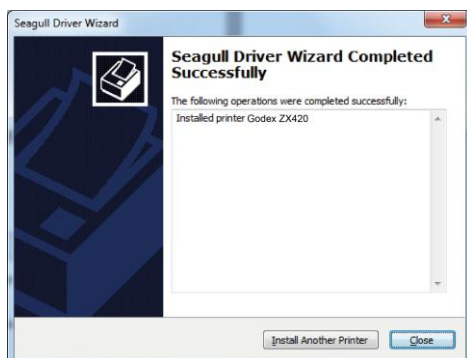 Seagull Driver Wizard
Seagull Driver Wizard Completed
Successfully
The following operations were completed successfully:
Installed printer Godex ZX420
Install Another Printer
Close